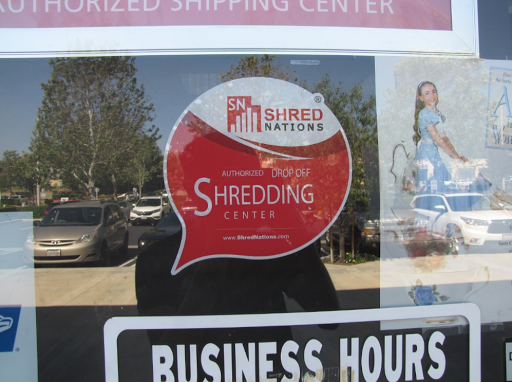 AUTHORIZED SHIPPING CENTER
SN SHRED NATIONS ®
AUTHORIZED DROP OFF
SHREDDING
CENTER
www.ShredNations.com
BUSINESS HOURS